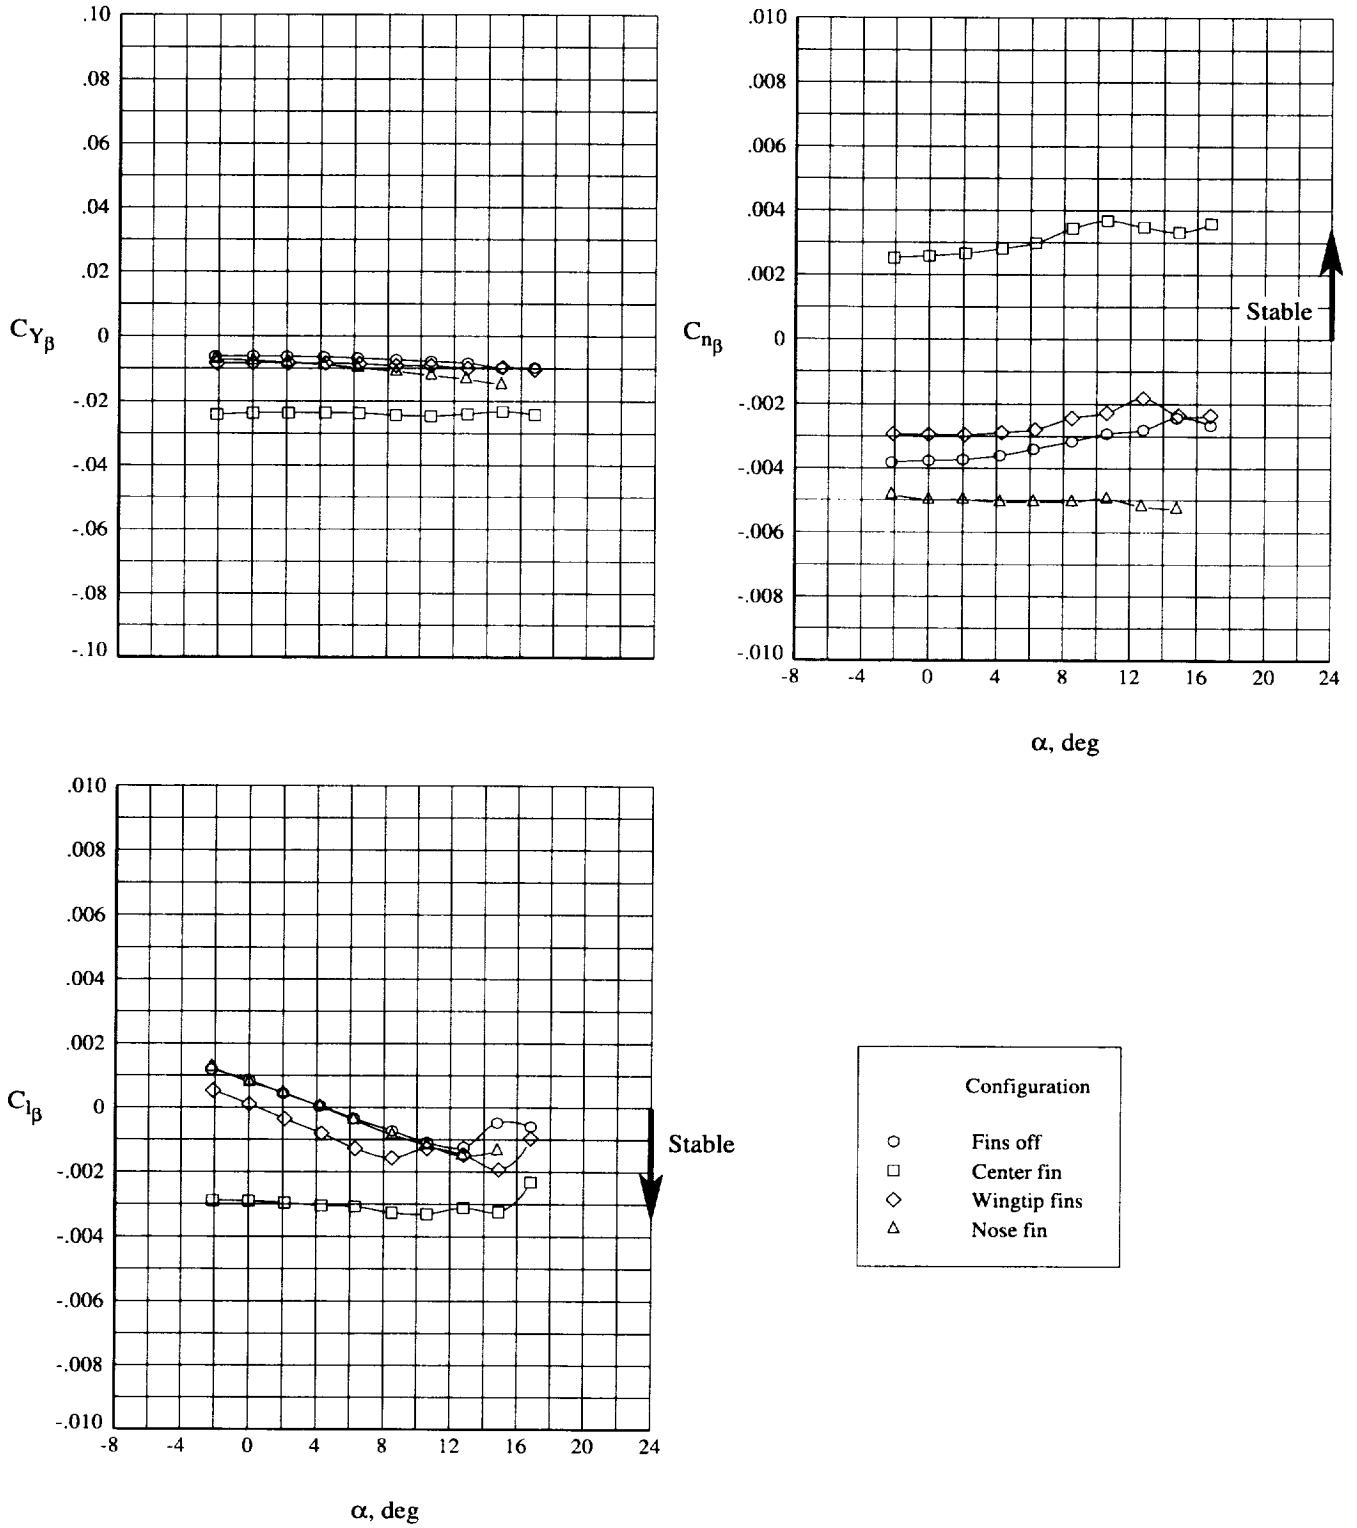 .10
.08
.06
.04
.02
0
-.02
-.04
-.06
-.08
-.10
CYβ
.010
.008
.006
.004
.002
0
-.002
-.004
-.006
-.008
-.010
Cnβ
Stable
-8 -4 0 4 8 12 16 20 24
α, deg
.010
.008
.006
.004
.002
0
-.002
-.004
-.006
-.008
-.010
Clβ
Stable
-8 -4 0 4 8 12 16 20 24
α, deg
Configuration
Fins off
Center fin
Wingtip fins
Nose fin